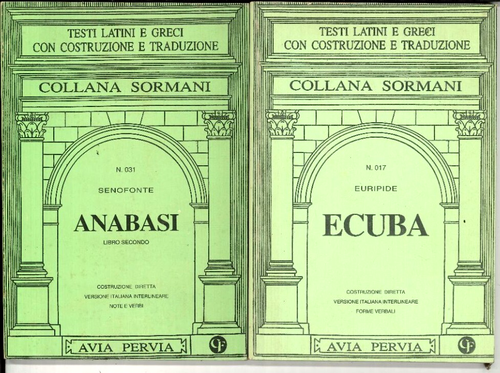 TESTI LATINI E GRECI
CON COSTRUZIONE E TRADUZIONE
COLLANA SORMANI
N. 031
SENOFONTE
ANABASI
LIBRO SECONDO
COSTRUZIONE DIRETTA
VERSIONE ITALIANA INTERLINEARE
NOTE E VERBI
AVIA PERVIA
TESTI LATINI E GRECI
CON COSTRUZIONE E TRADUZIONE
COLLANA SORMANI
N. 017
EURIPIDE
ECUBA
COSTRUZIONE DIRETTA
VERSIONE ITALIANA INTERLINEARE
FORME VERBALI
AVIA PERVIA